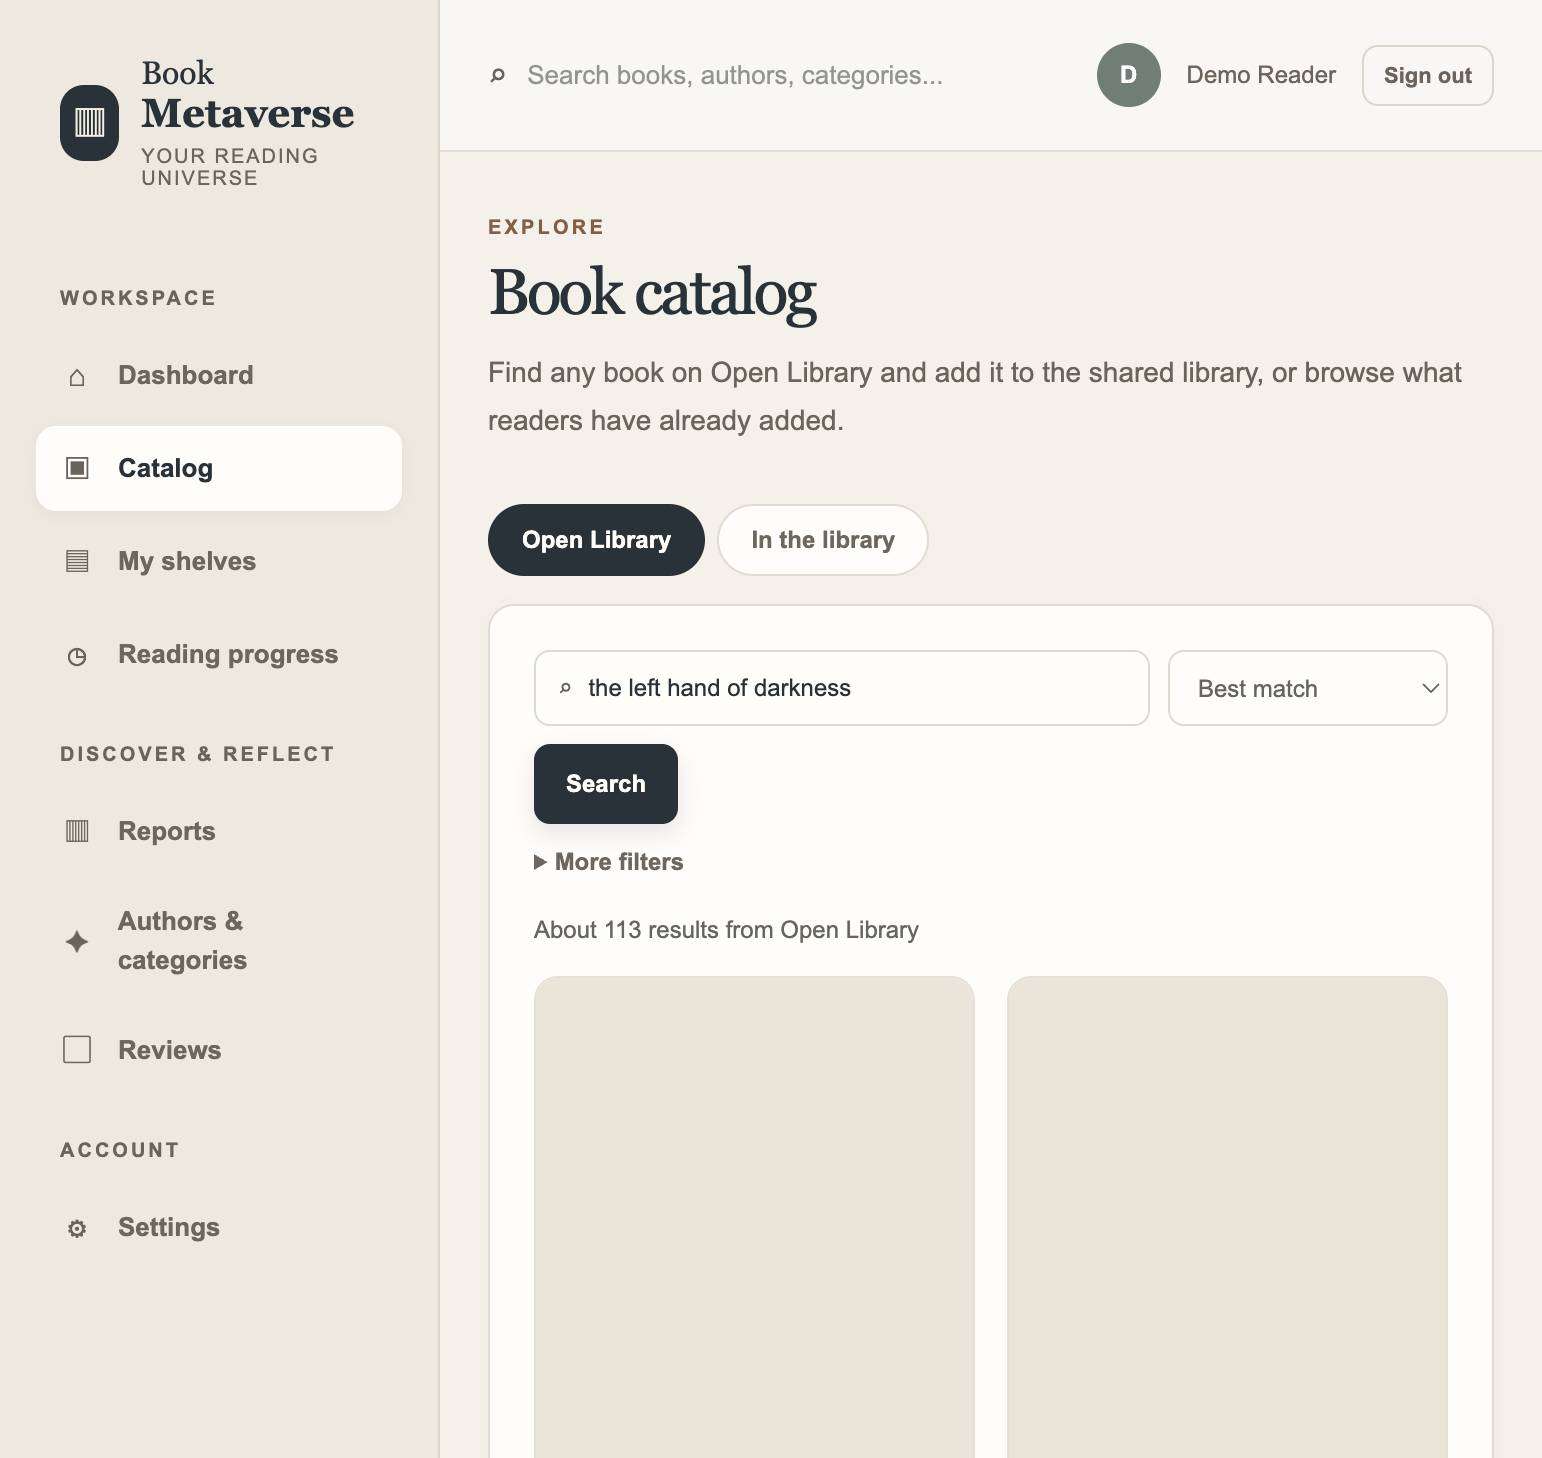 Book
Metaverse
YOUR READING
UNIVERSE
WORKSPACE
Dashboard
Catalog
My shelves
Reading progress
DISCOVER & REFLECT
Reports
Authors &
categories
Reviews
ACCOUNT
Settings
Search books, authors, categories...
D
Demo Reader
Sign out
EXPLORE
Book catalog
Find any book on Open Library and add it to the shared library, or browse what
readers have already added.
Open Library
In the library
the left hand of darkness
Best match
Search
More filters
About 113 results from Open Library